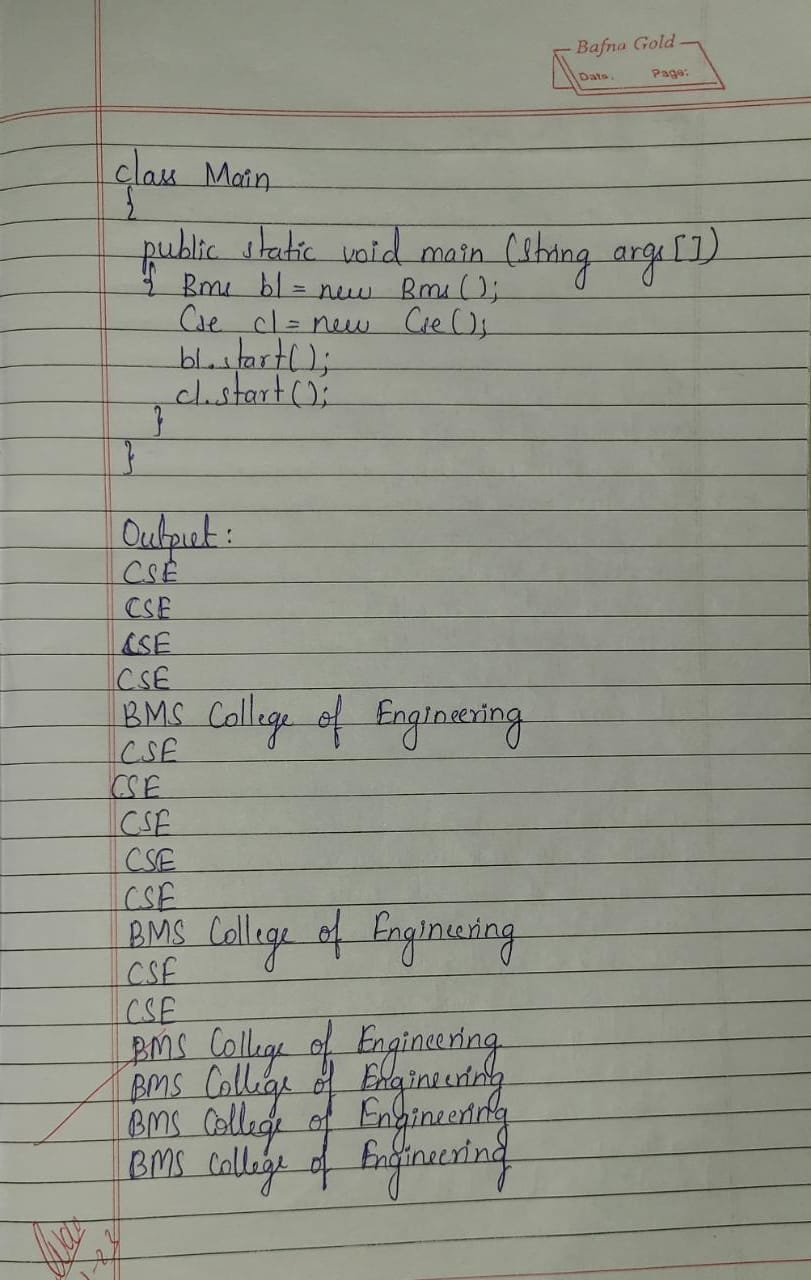 Bafna Gold
Date: Page:
class Main
{
public static void main (String args[])
{ Bms b1 = new Bms();
Cse c1 = new Cse();
b1.start();
c1.start();
}
}
Output:
CSE
CSE
CSE
CSE
BMS College of Engineering
CSE
CSE
CSE
CSE
CSE
BMS College of Engineering
CSE
CSE
BMS College of Engineering
BMS College of Engineering
BMS College of Engineering
BMS College of Engineering